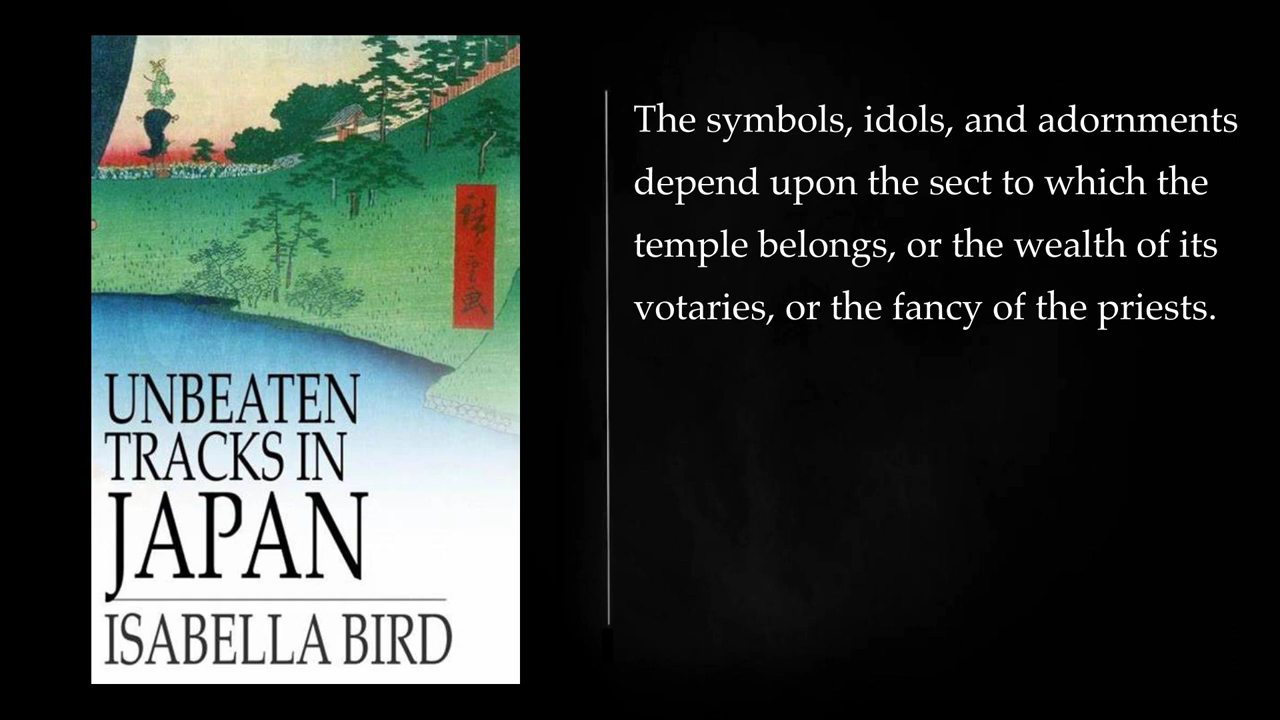 UNBEATEN
TRACKS IN
JAPAN
ISABELLA BIRD
The symbols, idols, and adornments
depend upon the sect to which the
temple belongs, or the wealth of its
votaries, or the fancy of the priests.